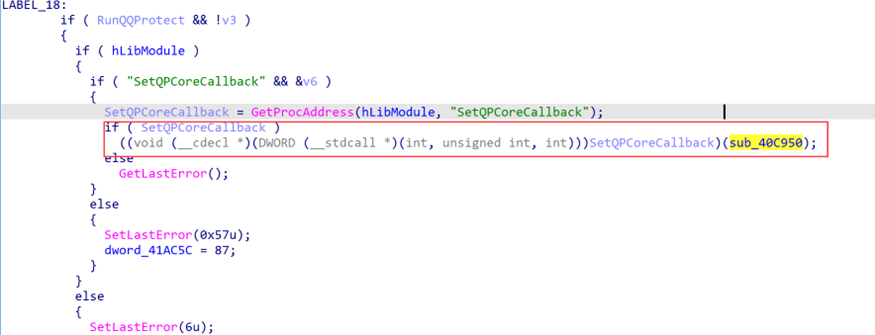 LABEL_18:
if ( RunQQProtect && !v3 )
{
if ( hLibModule )
{
if ( "SetQPCoreCallback" && &v6 )
{
SetQPCoreCallback = GetProcAddress(hLibModule, "SetQPCoreCallback");
if ( SetQPCoreCallback )
((void (__cdecl *)(DWORD (__stdcall *)(int, unsigned int, int)))SetQPCoreCallback)(sub_40C950);
else
GetLastError();
}
else
{
SetLastError(0x57u);
dword_41AC5C = 87;
}
}
else
{
SetLastError(6u);